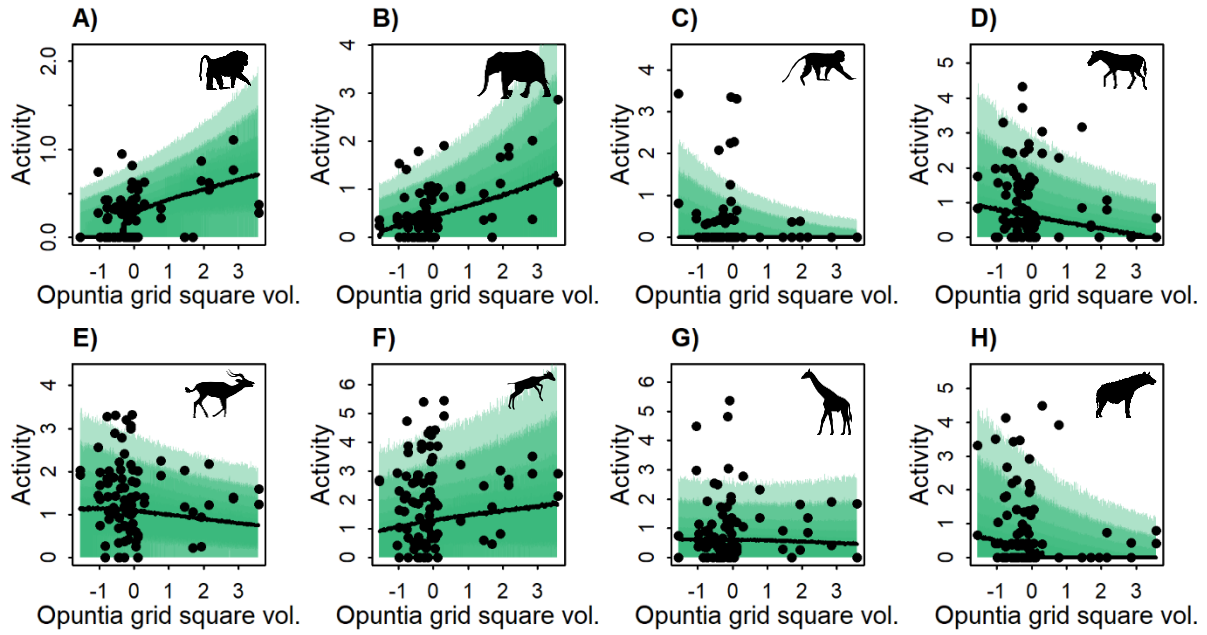 A)
B)
C)
D)
Activity
0.0
1.0
2.0
-1 0 1 2 3
Opuntia grid square vol.
Activity
0 1 2 3 4
-1 0 1 2 3
Opuntia grid square vol.
Activity
0 1 2 3 4
-1 0 1 2 3
Opuntia grid square vol.
Activity
0 1 2 3 4 5
-1 0 1 2 3
Opuntia grid square vol.
E)
F)
G)
H)
Activity
0 1 2 3 4
-1 0 1 2 3
Opuntia grid square vol.
Activity
0 1 2 3 4 5 6
-1 0 1 2 3
Opuntia grid square vol.
Activity
0 1 2 3 4 5 6
-1 0 1 2 3
Opuntia grid square vol.
Activity
0 1 2 3 4 5
-1 0 1 2 3
Opuntia grid square vol.